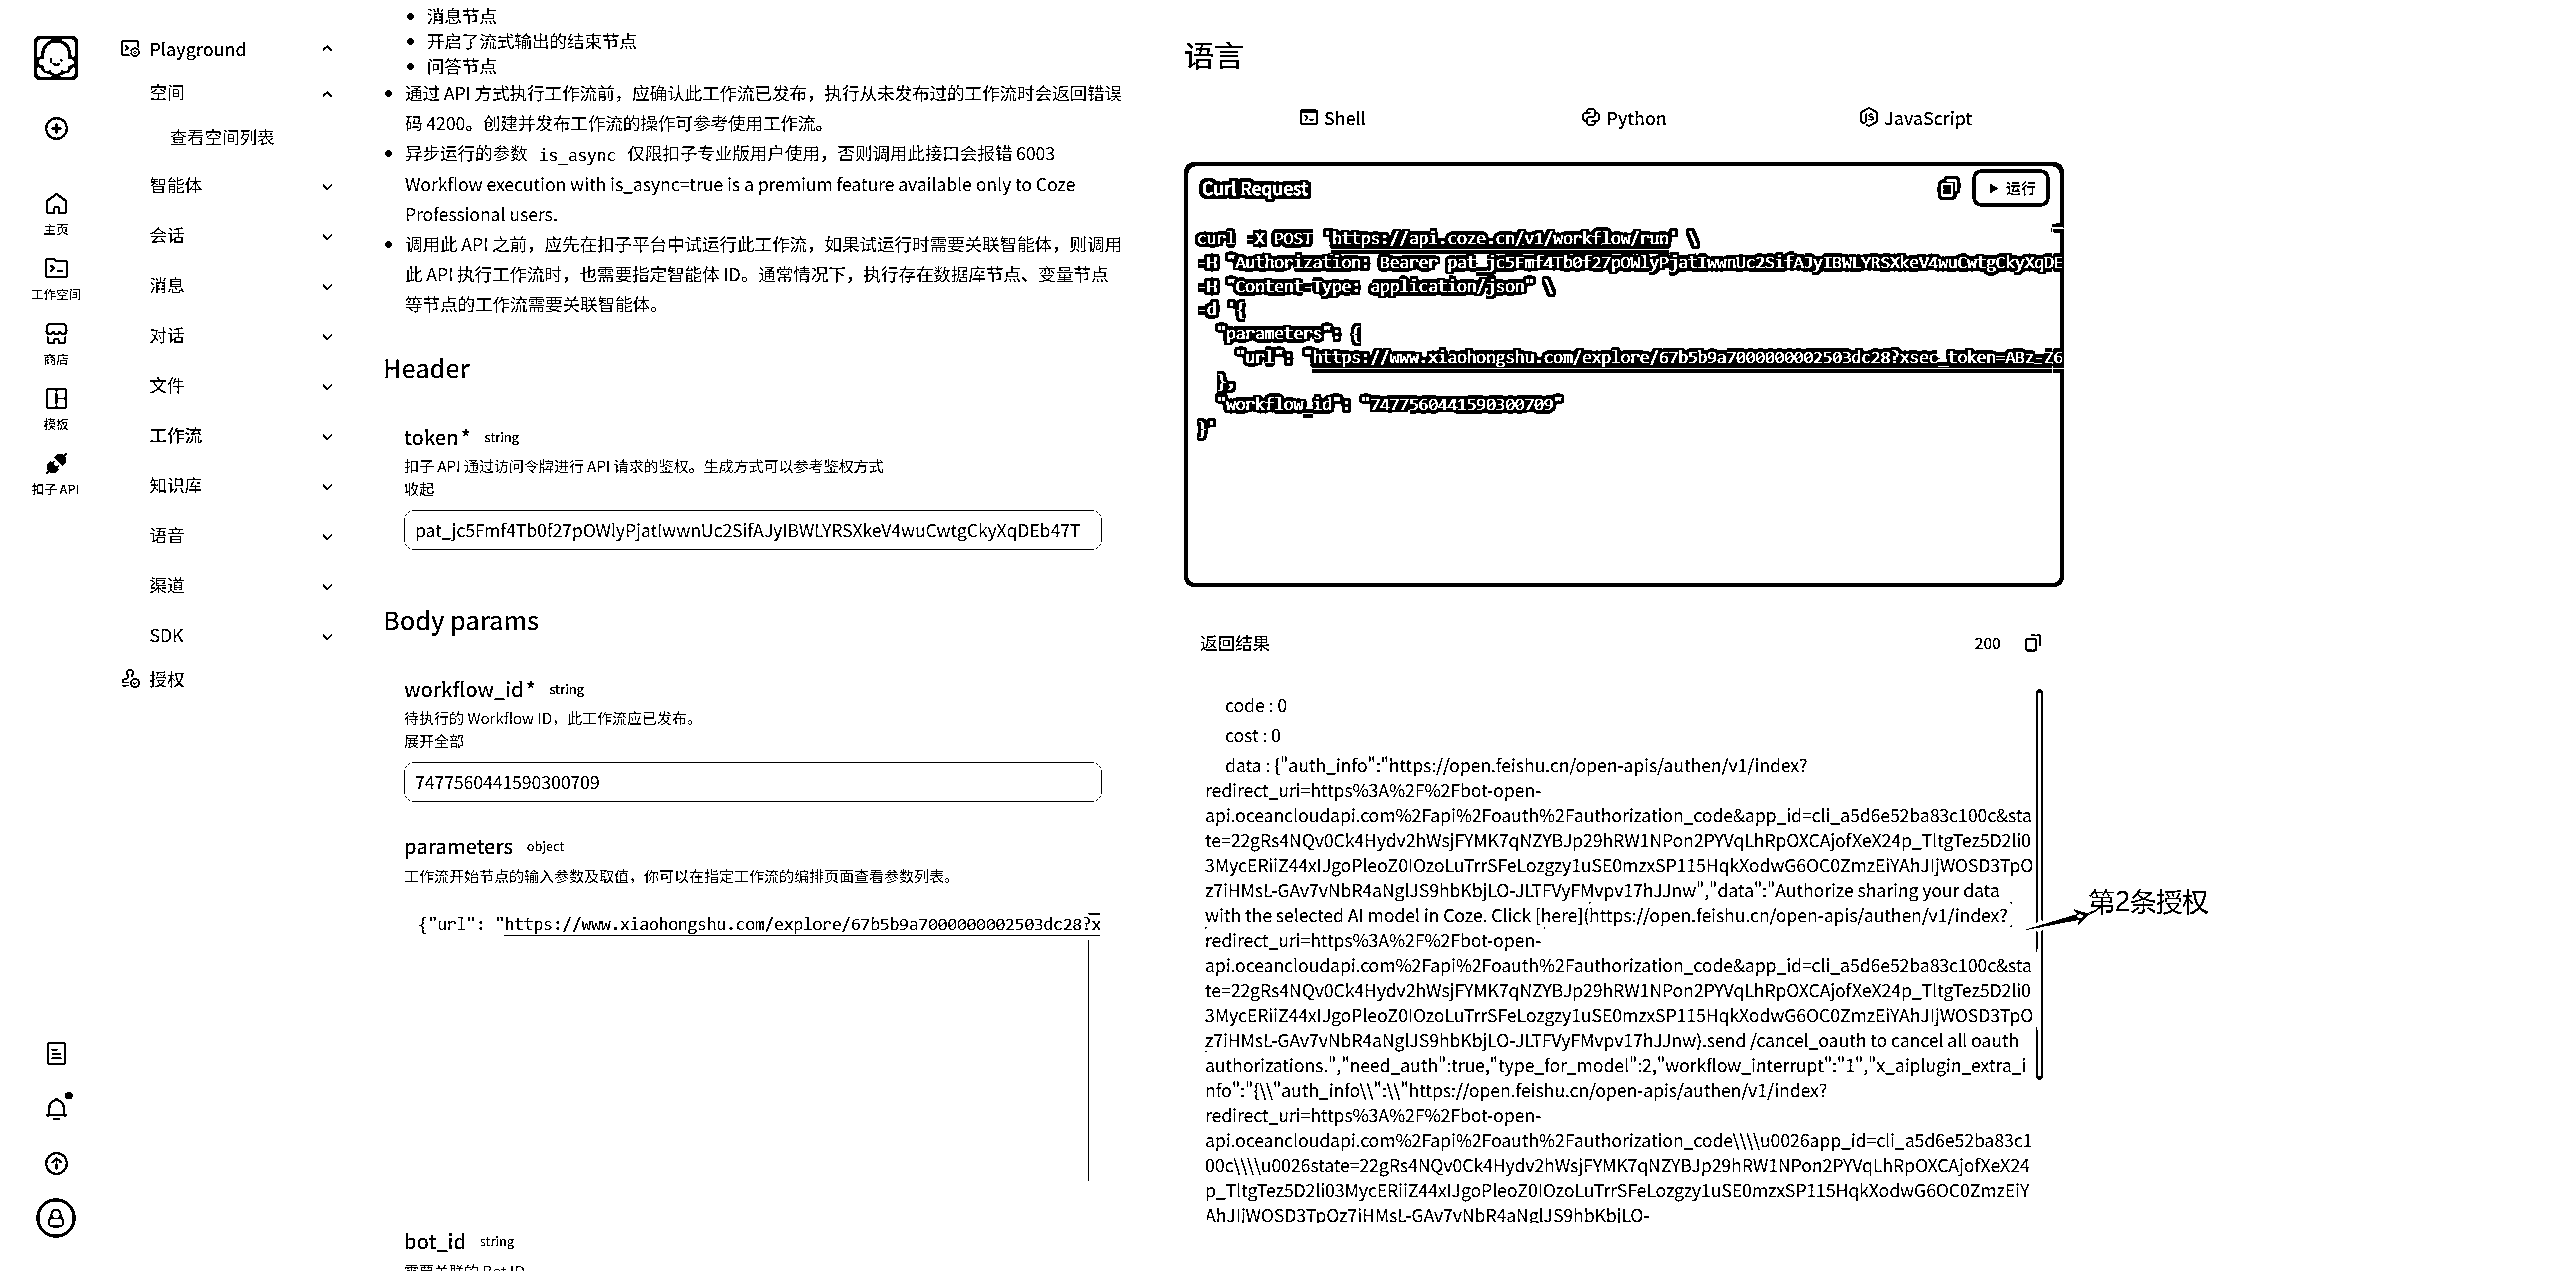 主页
工作空间
商店
模板
扣子 API
Playground
空间
查看空间列表
智能体
会话
消息
对话
文件
工作流
知识库
语音
渠道
SDK
授权
消息节点
开启了流式输出的结束节点
问答节点
通过 API 方式执行工作流前，应确认此工作流已发布，执行从未发布过的工作流时会返回错误
码 4200。创建并发布工作流的操作可参考使用工作流。
异步运行的参数 is_async 仅限扣子专业版用户使用，否则调用此接口会报错 6003
Workflow execution with is_async=true is a premium feature available only to Coze
Professional users.
调用此 API 之前，应先在扣子平台中试运行此工作流，如果试运行时需要关联智能体，则调用
此 API 执行工作流时，也需要指定智能体 ID。通常情况下，执行存在数据库节点、变量节点
等节点的工作流需要关联智能体。
Header
token* string
扣子 API 通过访问令牌进行 API 请求的鉴权。生成方式可以参考鉴权方式
收起
pat_jc5Fmf4Tb0f27pOWlyPjatIwwnUc2SifAJyIBWLYRSXkeV4wuCwtgCkyXqDEb47T
Body params
workflow_id* string
待执行的 Workflow ID，此工作流应已发布。
展开全部
7477560441590300709
parameters object
工作流开始节点的输入参数及取值，你可以在指定工作流的编排页面查看参数列表。
{"url": "https://www.xiaohongshu.com/explore/67b5b9a7000000002503dc28?x
bot_id string
需要关联的 Bot ID
语言
Shell Python JavaScript
Curl Request
运行
curl -X POST 'https://api.coze.cn/v1/workflow/run' \
-H "Authorization: Bearer pat_jc5Fmf4Tb0f27pOWlyPjatIwwnUc2SifAJyIBWLYRSXkeV4wuCwtgCkyXqDE
-H "Content-Type: application/json" \
-d '{
"parameters": {
"url": "https://www.xiaohongshu.com/explore/67b5b9a7000000002503dc28?xsec_token=ABz-Z6
},
"workflow_id": "7477560441590300709"
}'
返回结果 200
code : 0
cost : 0
data : {"auth_info":"https://open.feishu.cn/open-apis/authen/v1/index?
redirect_uri=https%3A%2F%2Fbot-open-
api.oceancloudapi.com%2Fapi%2Foauth%2Fauthorization_code&app_id=cli_a5d6e52ba83c100c&sta
te=22gRs4NQv0Ck4Hydv2hWsjFYMK7qNZYBJp29hRW1NPon2PYVqLhRpOXCAjofXeX24p_TltgTez5D2li0
3MycERiiZ44xIJgoPleoZ0IOzoLuTrrSFeLozgzy1uSE0mzxSP115HqkXodwG6OC0ZmzEiYAhJIjWOSD3TpO
z7iHMsL-GAv7vNbR4aNglJS9hbKbjLO-JLTFVyFMvpv17hJJnw","data":"Authorize sharing your data
with the selected AI model in Coze. Click [here](https://open.feishu.cn/open-apis/authen/v1/index?
redirect_uri=https%3A%2F%2Fbot-open-
api.oceancloudapi.com%2Fapi%2Foauth%2Fauthorization_code&app_id=cli_a5d6e52ba83c100c&sta
te=22gRs4NQv0Ck4Hydv2hWsjFYMK7qNZYBJp29hRW1NPon2PYVqLhRpOXCAjofXeX24p_TltgTez5D2li0
3MycERiiZ44xIJgoPleoZ0IOzoLuTrrSFeLozgzy1uSE0mzxSP115HqkXodwG6OC0ZmzEiYAhJIjWOSD3TpO
z7iHMsL-GAv7vNbR4aNglJS9hbKbjLO-JLTFVyFMvpv17hJJnw).send /cancel_oauth to cancel all oauth
authorizations.","need_auth":true,"type_for_model":2,"workflow_interrupt":"1","x_aiplugin_extra_i
nfo":"{\\"auth_info\\":\\"https://open.feishu.cn/open-apis/authen/v1/index?
redirect_uri=https%3A%2F%2Fbot-open-
api.oceancloudapi.com%2Fapi%2Foauth%2Fauthorization_code\\\\u0026app_id=cli_a5d6e52ba83c1
00c\\\\u0026state=22gRs4NQv0Ck4Hydv2hWsjFYMK7qNZYBJp29hRW1NPon2PYVqLhRpOXCAjofXeX24
p_TltgTez5D2li03MycERiiZ44xIJgoPleoZ0IOzoLuTrrSFeLozgzy1uSE0mzxSP115HqkXodwG6OC0ZmzEiY
AhJIjWOSD3TpOz7iHMsL-GAv7vNbR4aNglJS9hbKbjLO-
第2条授权